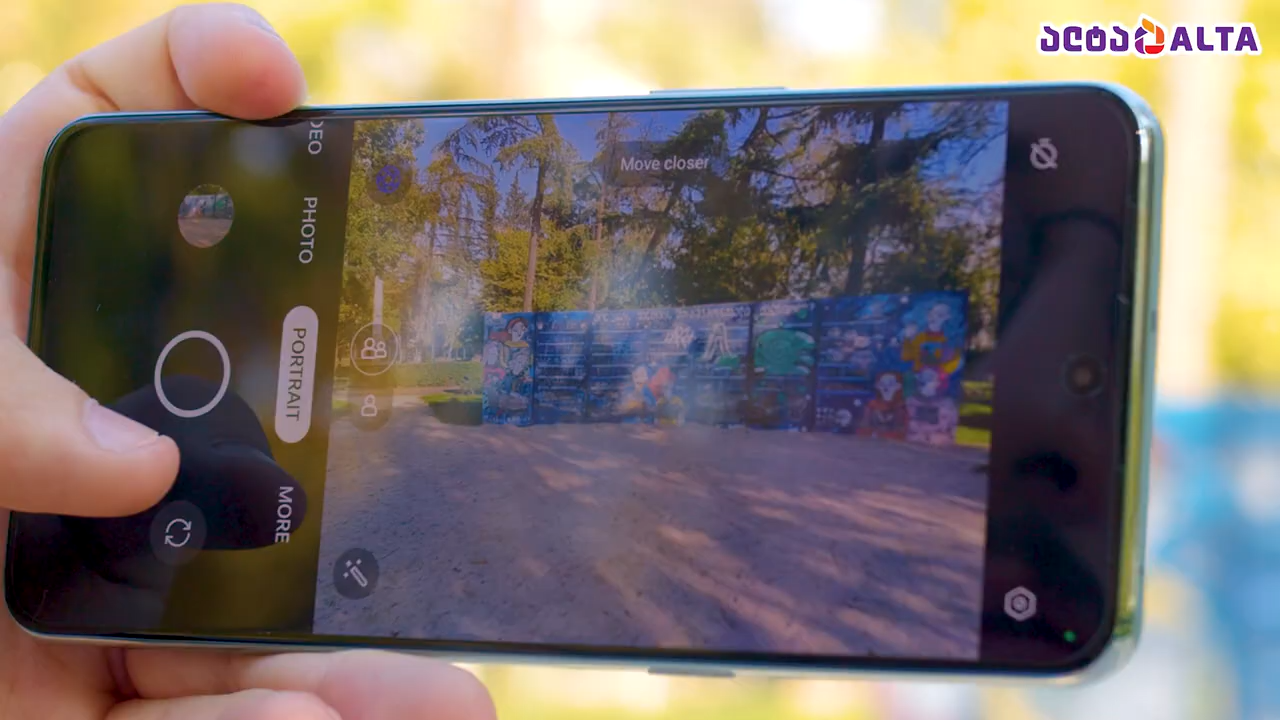 ალტა ALTA
DEO
PHOTO
PORTRAIT
MORE
Move closer